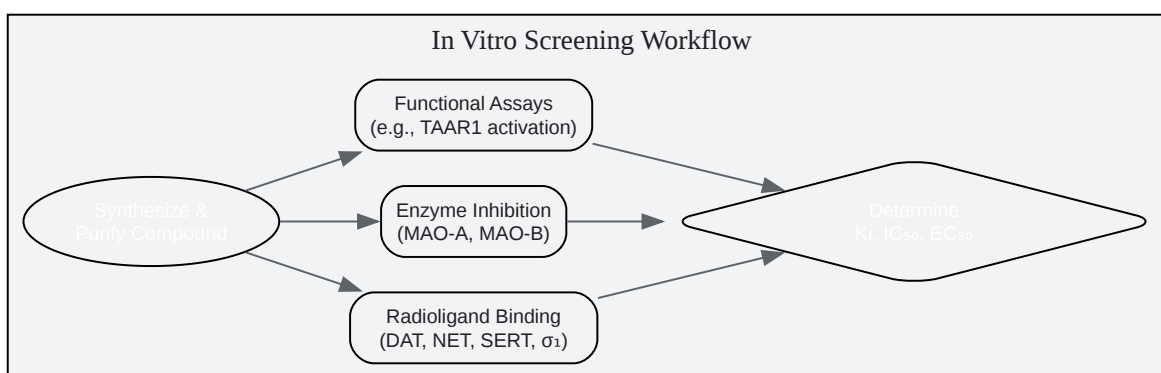 In Vitro Screening Workflow
Functional Assays
(e.g., TAAR1 activation)
Synthesize &
Purify Compound
Enzyme Inhibition
(MAO-A, MAO-B)
Determine
Ki, IC₅₀, EC₅₀
Radioligand Binding
(DAT, NET, SERT, σ₁)